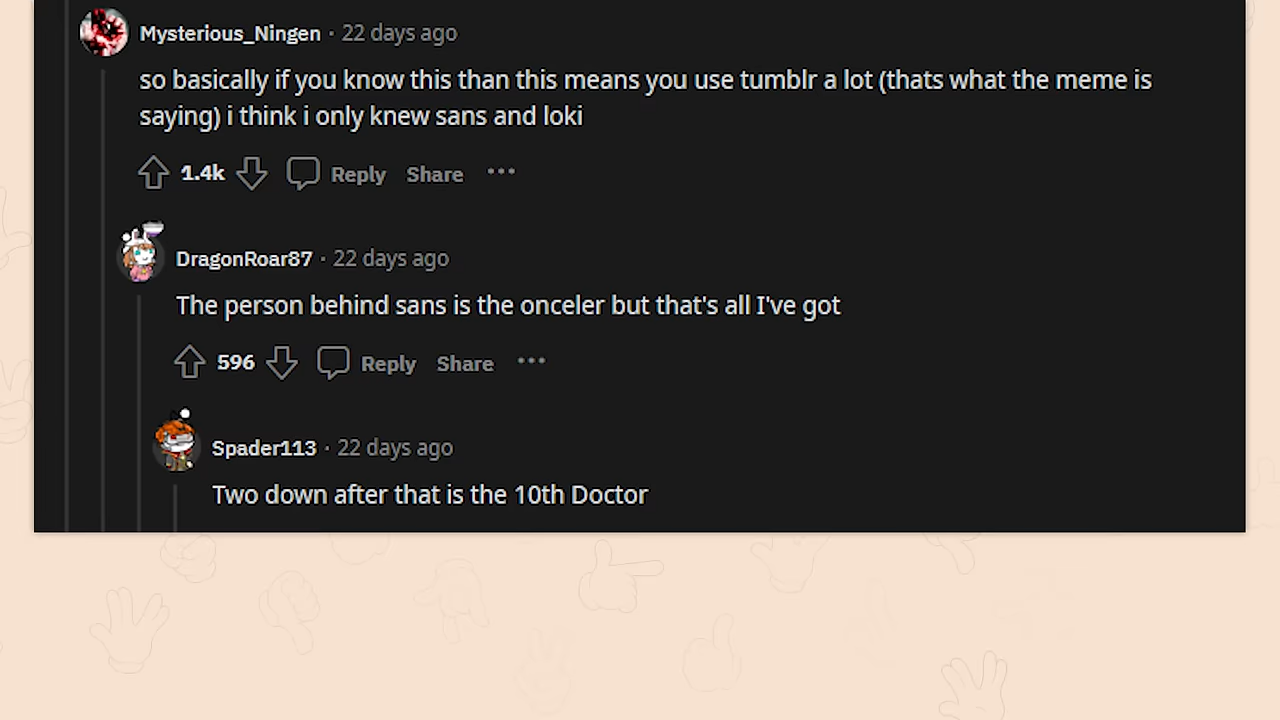 Mysterious_Ningen · 22 days ago
so basically if you know this than this means you use tumblr a lot (thats what the meme is
saying) i think i only knew sans and loki
1.4k Reply Share ···
DragonRoar87 · 22 days ago
The person behind sans is the onceler but that's all I've got
596 Reply Share ···
Spader113 · 22 days ago
Two down after that is the 10th Doctor